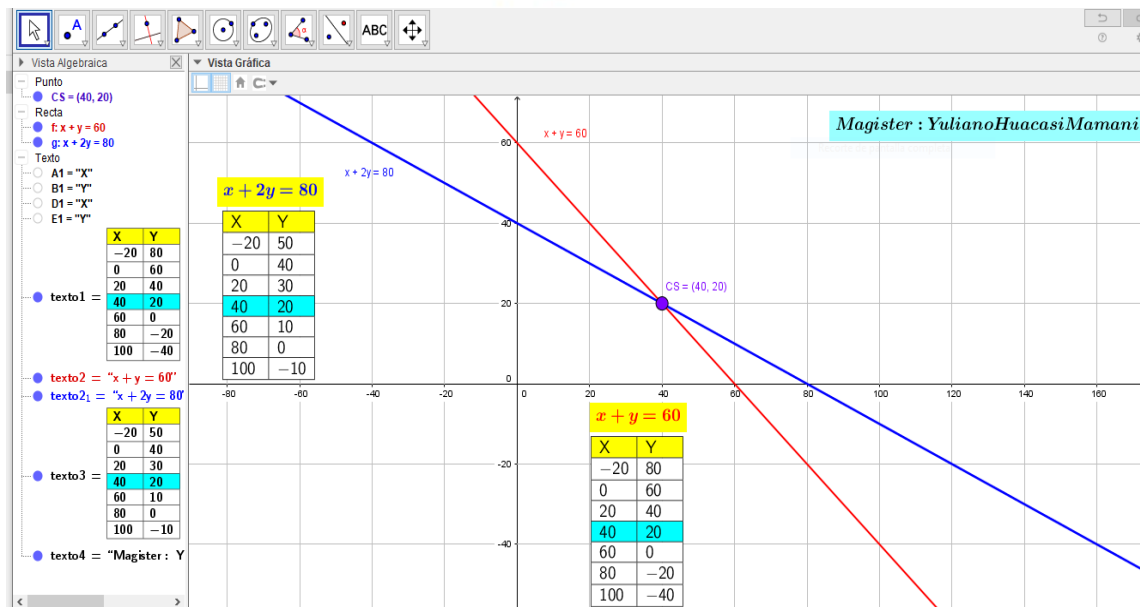 A
α
ABC
Vista Algebraica
Punto
CS = (40, 20)
Recta
f: x + y = 60
g: x + 2y = 80
Texto
A1 = "X"
B1 = "Y"
D1 = "X"
E1 = "Y"
texto1 =
X Y
−20 80
0 60
20 40
40 20
60 0
80 −20
100 −40
texto2 = “x + y = 60”
texto2₁ = “x + 2y = 80”
texto3 =
X Y
−20 50
0 40
20 30
40 20
60 10
80 0
100 −10
texto4 = “Magister : Y
Vista Gráfica
Magister : YulianoHuacasiMamani
x + y = 60
x + 2y = 80
x + 2y = 80
X Y
−20 50
0 40
20 30
40 20
60 10
80 0
100 −10
CS = (40, 20)
60
40
20
0
-20
-40
-80 -60 -40 -20 0 20 40 60 80 100 120 140 160
x + y = 60
X Y
−20 80
0 60
20 40
40 20
60 0
80 −20
100 −40